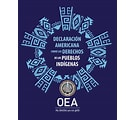 DECLARACIÓN
AMERICANA
SOBRE LOS DERECHOS
DE LOS PUEBLOS
INDÍGENAS
OEA